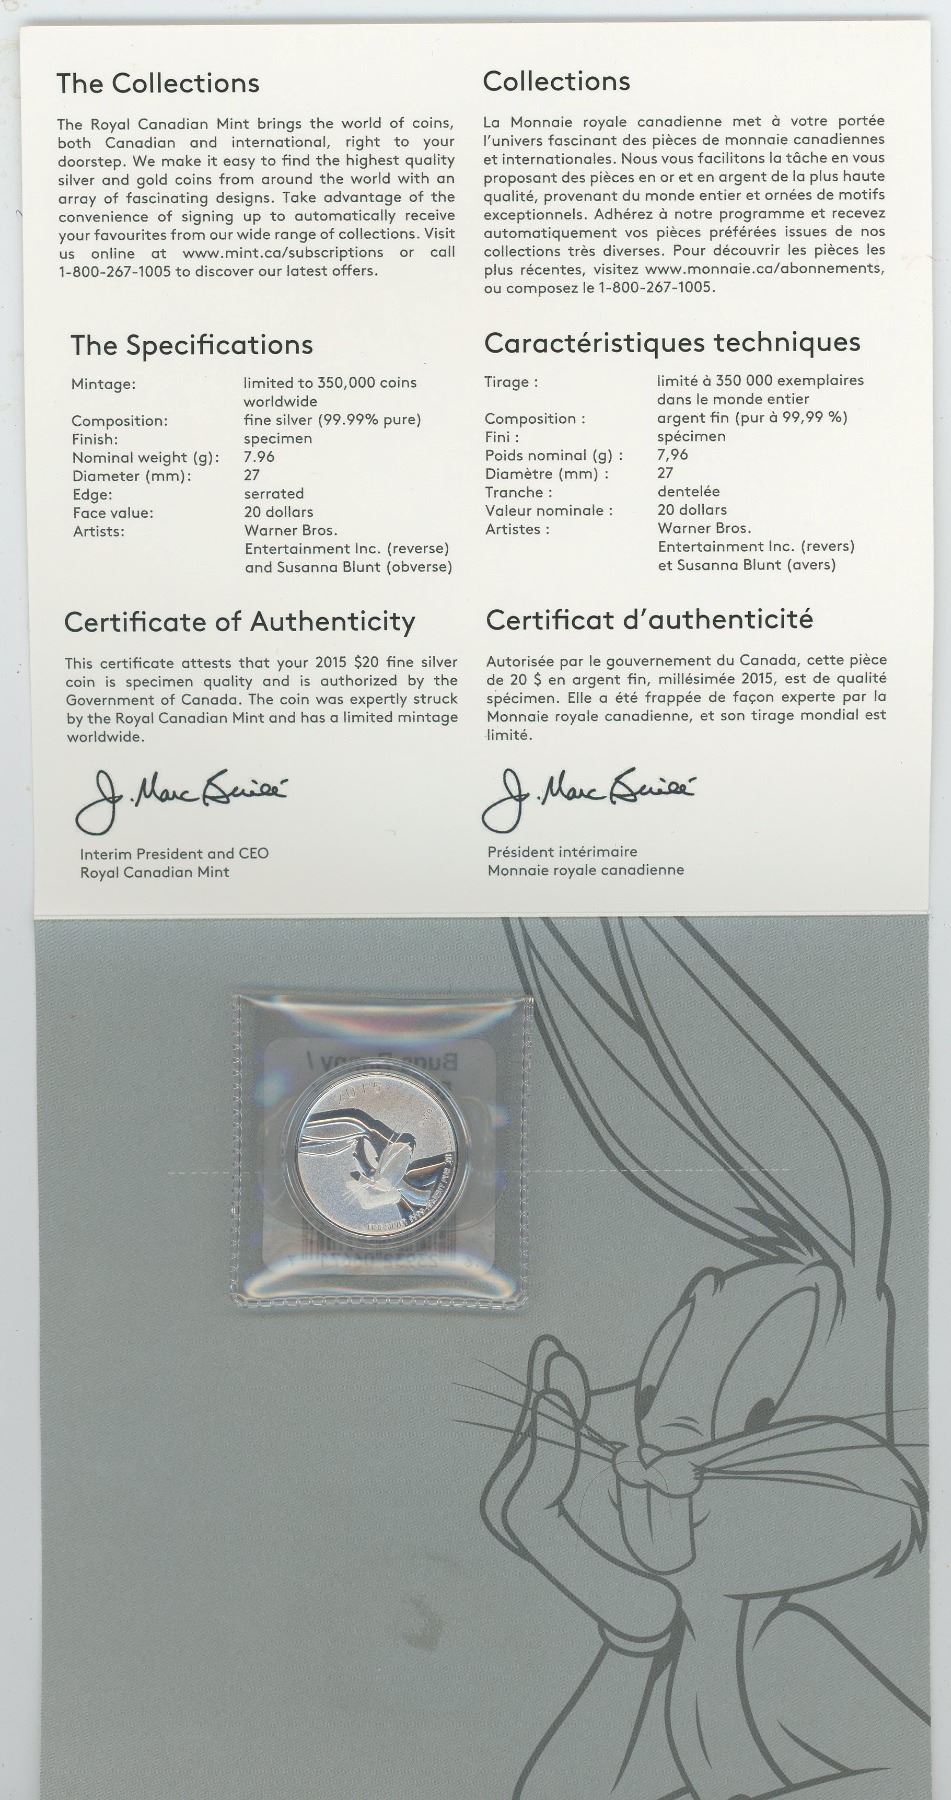 The Collections
The Royal Canadian Mint brings the world of coins,
both Canadian and international, right to your
doorstep. We make it easy to find the highest quality
silver and gold coins from around the world with an
array of fascinating designs. Take advantage of the
convenience of signing up to automatically receive
your favourites from our wide range of collections. Visit
us online at www.mint.ca/subscriptions or call
1-800-267-1005 to discover our latest offers.
Collections
La Monnaie royale canadienne met à votre portée
l'univers fascinant des pièces de monnaie canadiennes
et internationales. Nous vous facilitons la tâche en vous
proposant des pièces en or et en argent de la plus haute
qualité, provenant du monde entier et ornées de motifs
exceptionnels. Adhérez à notre programme et recevez
automatiquement vos pièces préférées issues de nos
collections très diverses. Pour découvrir les pièces les
plus récentes, visitez www.monnaie.ca/abonnements,
ou composez le 1-800-267-1005.
The Specifications
Mintage: limited to 350,000 coins
worldwide
Composition: fine silver (99.99% pure)
Finish: specimen
Nominal weight (g): 7.96
Diameter (mm): 27
Edge: serrated
Face value: 20 dollars
Artists: Warner Bros.
Entertainment Inc. (reverse)
and Susanna Blunt (obverse)
Caractéristiques techniques
Tirage : limité à 350 000 exemplaires
dans le monde entier
Composition : argent fin (pur à 99,99 %)
Fini : spécimen
Poids nominal (g) : 7,96
Diamètre (mm) : 27
Tranche : dentelée
Valeur nominale : 20 dollars
Artistes : Warner Bros.
Entertainment Inc. (revers)
et Susanna Blunt (avers)
Certificate of Authenticity
This certificate attests that your 2015 $20 fine silver
coin is specimen quality and is authorized by the
Government of Canada. The coin was expertly struck
by the Royal Canadian Mint and has a limited mintage
worldwide.
J. Marc
Interim President and CEO
Royal Canadian Mint
Certificat d'authenticité
Autorisée par le gouvernement du Canada, cette pièce
de 20 $ en argent fin, millésimée 2015, est de qualité
spécimen. Elle a été frappée de façon experte par la
Monnaie royale canadienne, et son tirage mondial est
limité.
J. Marc
Président intérimaire
Monnaie royale canadienne
Bugs Bunny /
2015